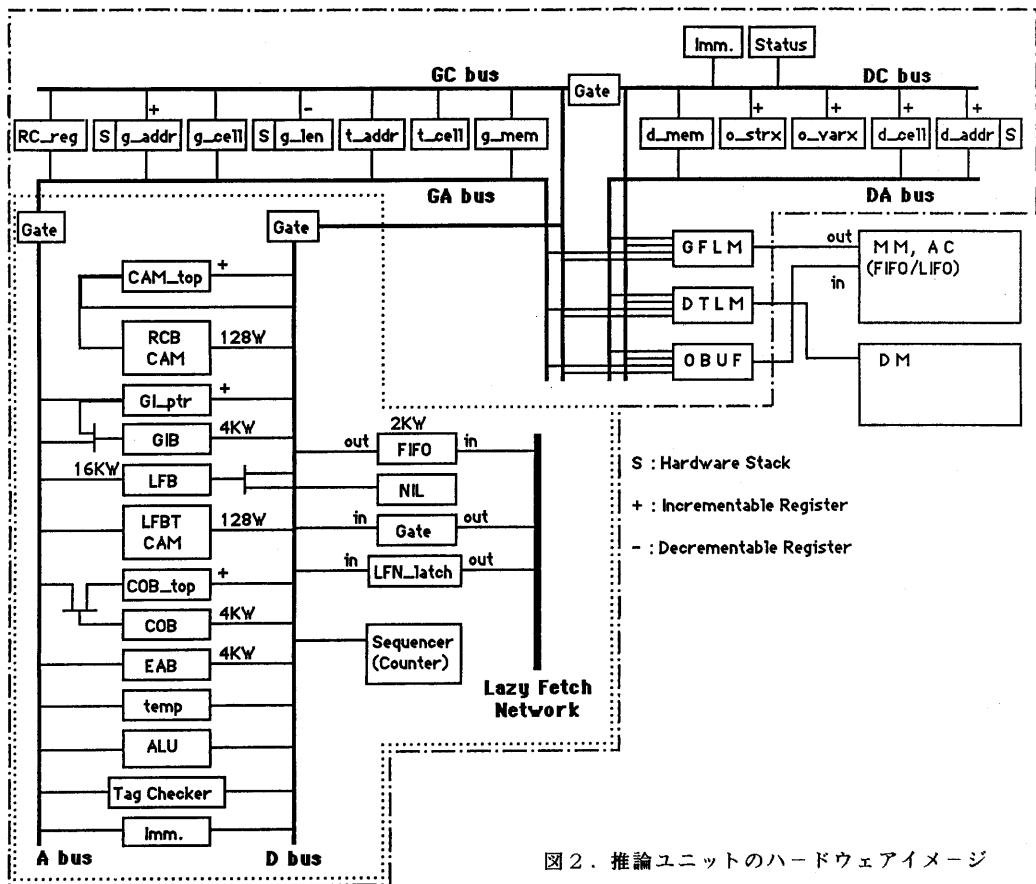 Imm. Status
GC bus Gate DC bus
+ - + + + +
RC_reg S g_addr g_cell S g_len t_addr t_cell g_mem d_mem o_strx o_varx d_cell d_addr S
GA bus DA bus
Gate Gate
CAM_top +
RCB CAM 128W
GI_ptr +
GIB 4KW
16KW LFB
LFBT CAM 128W
COB_top +
COB 4KW
EAB 4KW
temp
ALU
Tag Checker
Imm.
A bus D bus
2KW
out FIFO in
NIL
in Gate out
in LFN_latch out
Sequencer
(Counter)
Lazy Fetch
Network
GFLM
DTLM
OBUF
out
in
MM, AC
(FIFO/LIFO)
DM
S : Hardware Stack
+ : Incrementable Register
- : Decrementable Register
図2. 推論ユニットのハードウェアイメージ